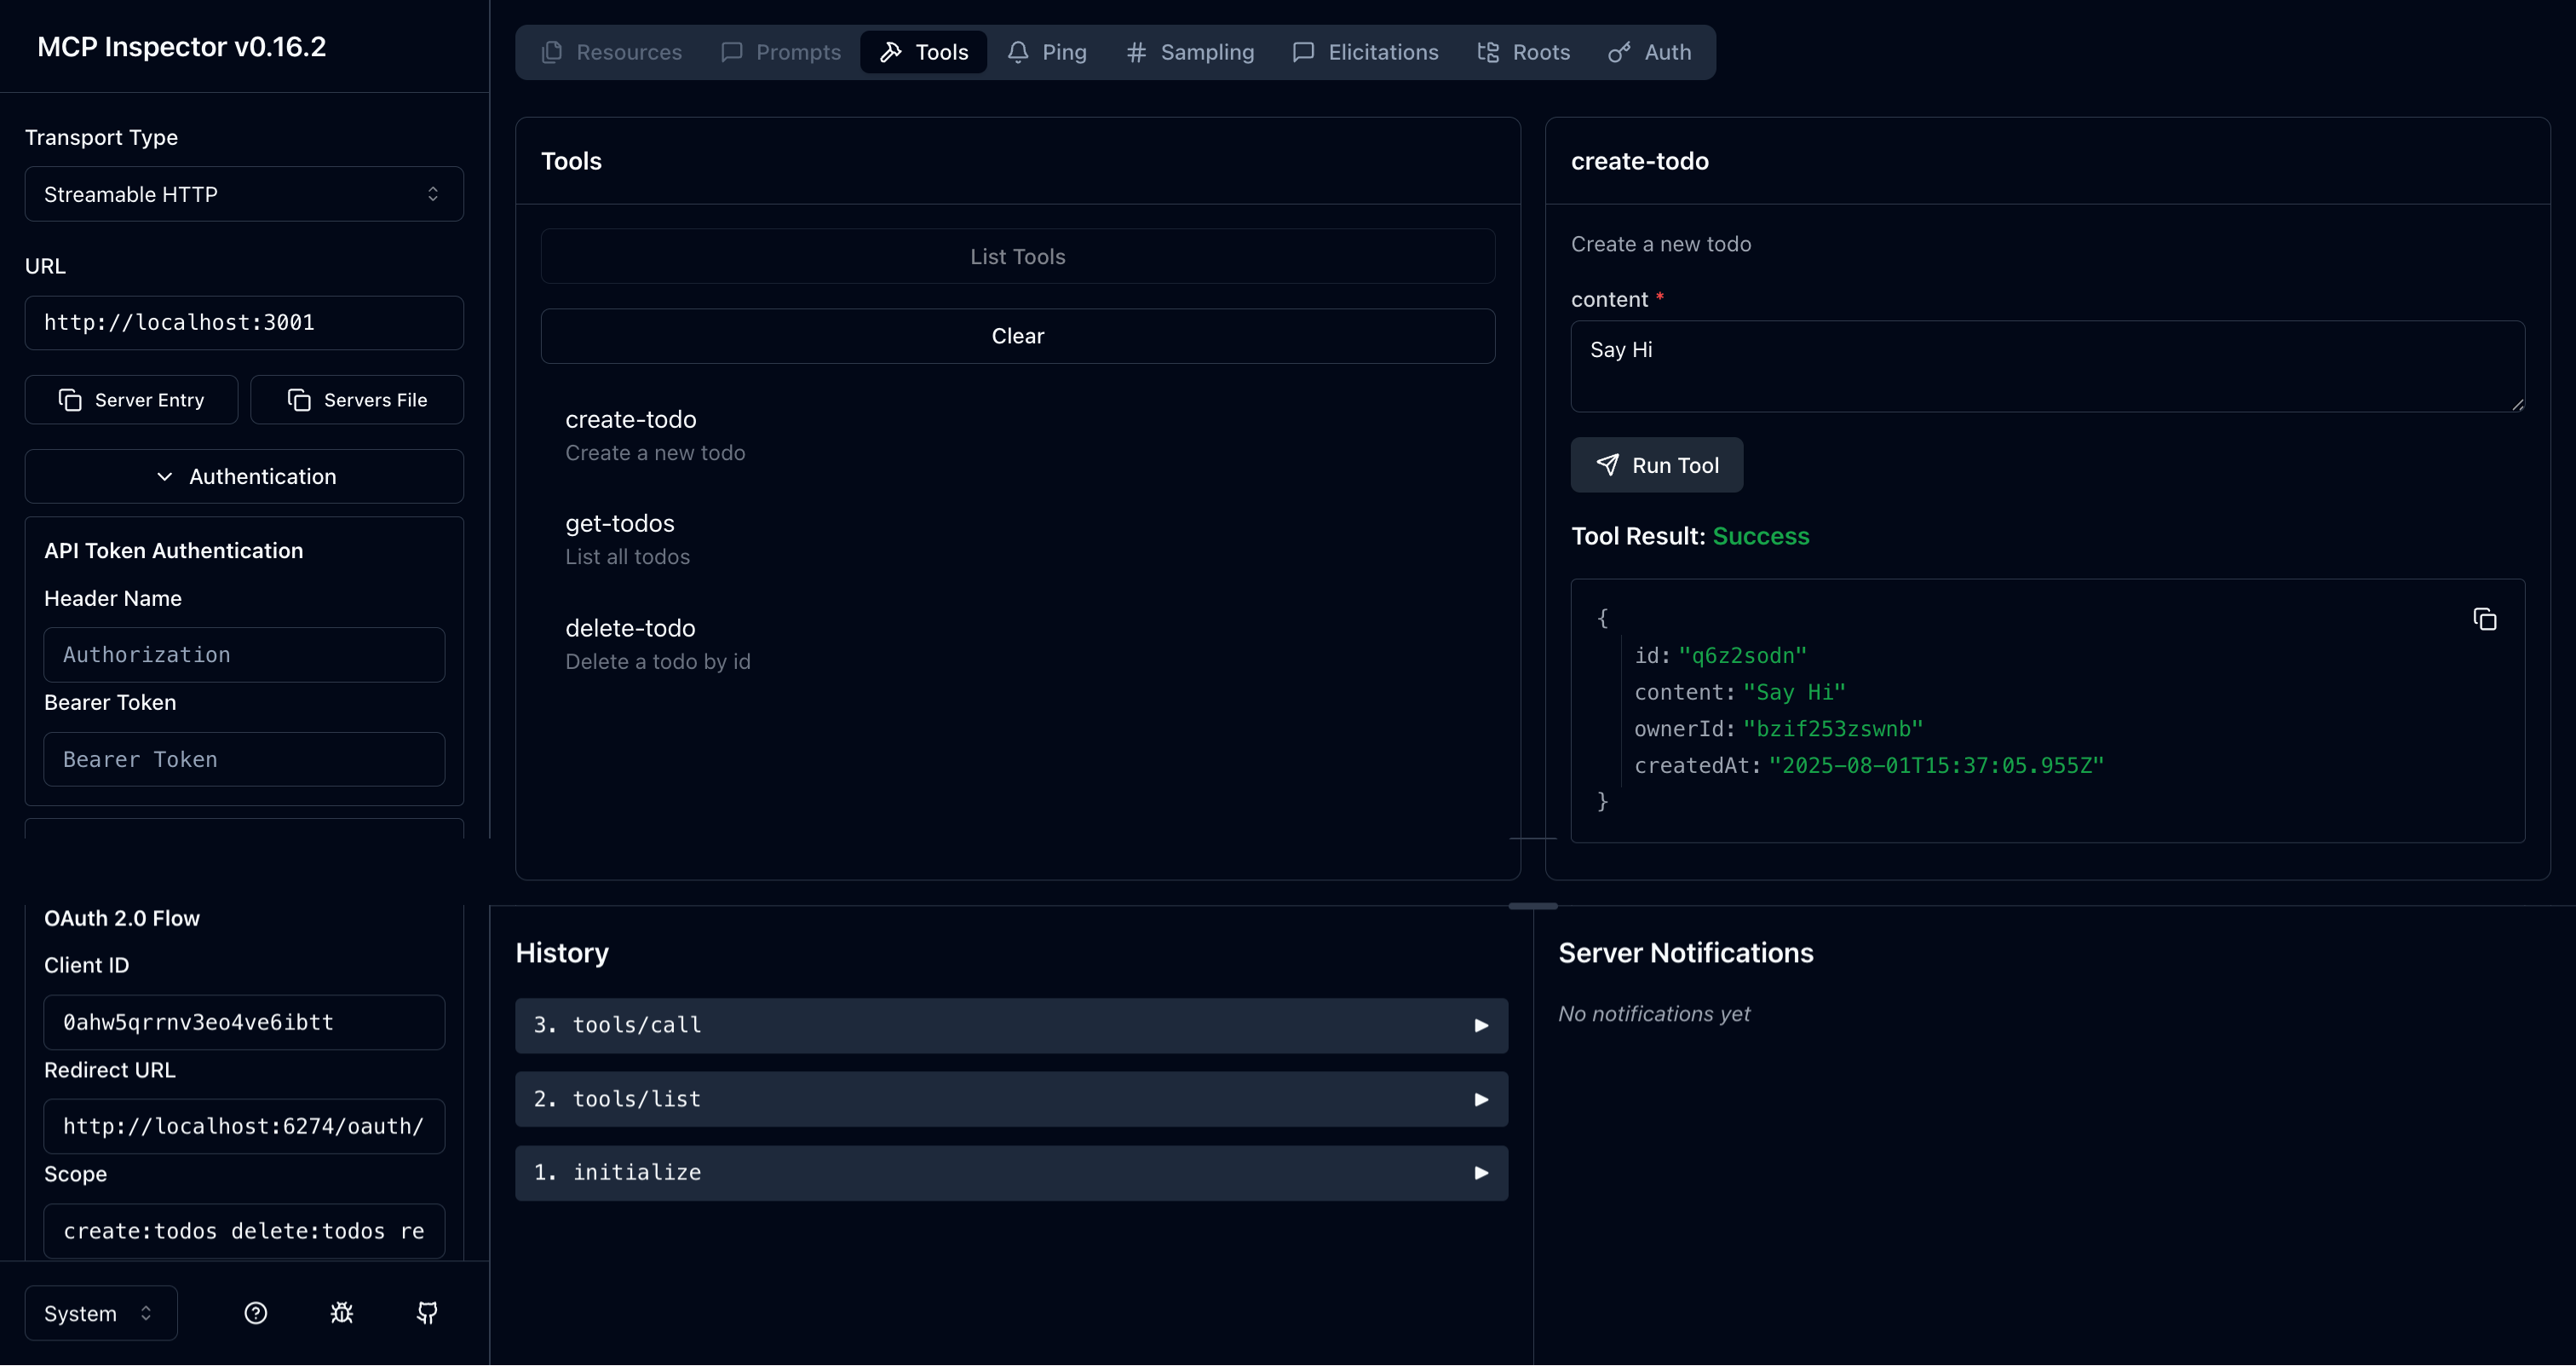 MCP Inspector v0.16.2
Transport Type
Streamable HTTP
URL
http://localhost:3001
Server Entry
Servers File
Authentication
API Token Authentication
Header Name
Authorization
Bearer Token
Bearer Token
OAuth 2.0 Flow
Client ID
0ahw5qrrnv3eo4ve6ibtt
Redirect URL
http://localhost:6274/oauth/
Scope
create:todos delete:todos re
System
Resources
Prompts
Tools
Ping
Sampling
Elicitations
Roots
Auth
Tools
List Tools
Clear
create-todo
Create a new todo
get-todos
List all todos
delete-todo
Delete a todo by id
create-todo
Create a new todo
content *
Say Hi
Run Tool
Tool Result: Success
{
id: "q6z2sodn"
content: "Say Hi"
ownerId: "bzif253zswnb"
createdAt: "2025-08-01T15:37:05.955Z"
}
History
3. tools/call
2. tools/list
1. initialize
Server Notifications
No notifications yet